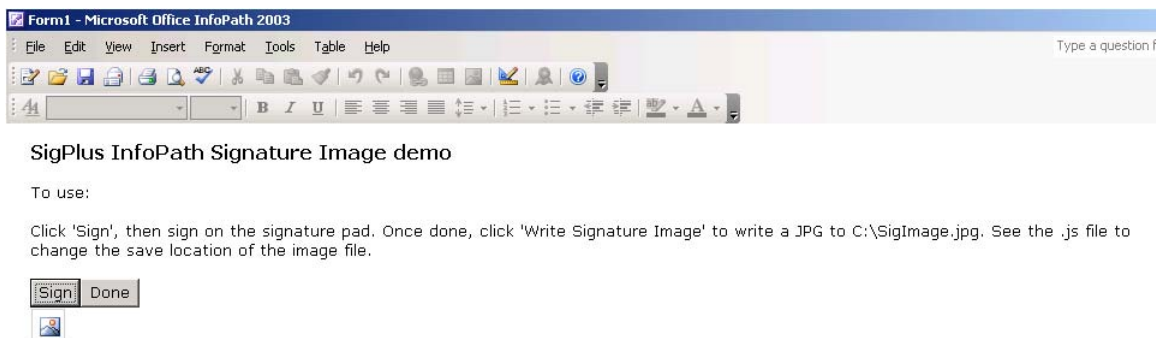 Form1 - Microsoft Office InfoPath 2003
File Edit View Insert Format Tools Table Help Type a question f
ABC
A4 B I U ab A
SigPlus InfoPath Signature Image demo
To use:
Click 'Sign', then sign on the signature pad. Once done, click 'Write Signature Image' to write a JPG to C:\SigImage.jpg. See the .js file to
change the save location of the image file.
Sign Done